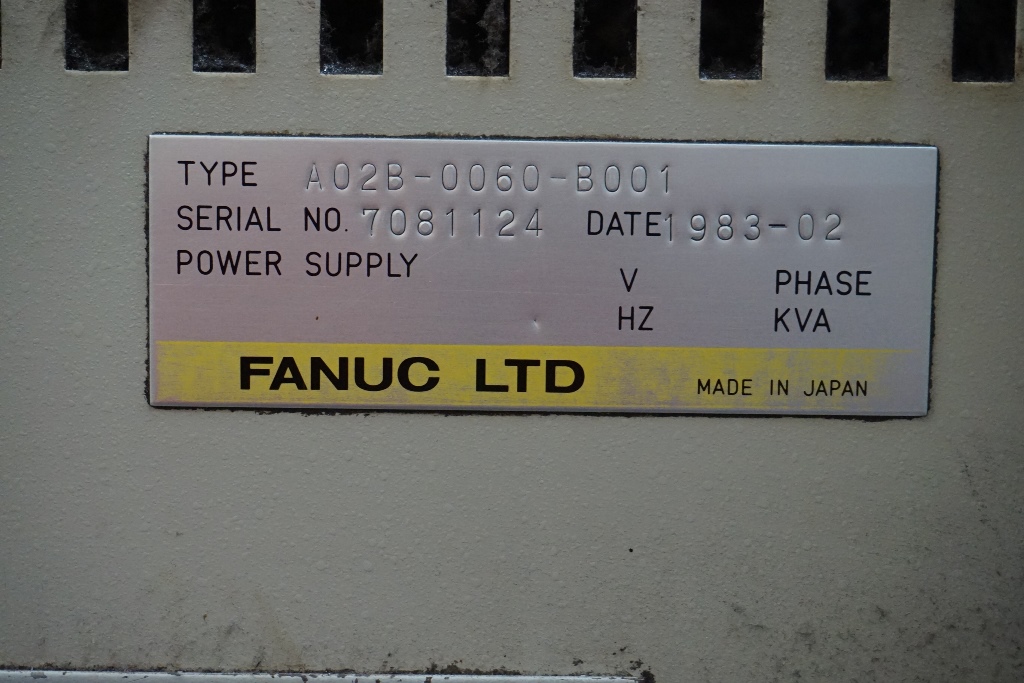 TYPE A02B-0060-B001
SERIAL NO. 7081124 DATE 1983-02
POWER SUPPLY
V PHASE
HZ KVA
FANUC LTD MADE IN JAPAN